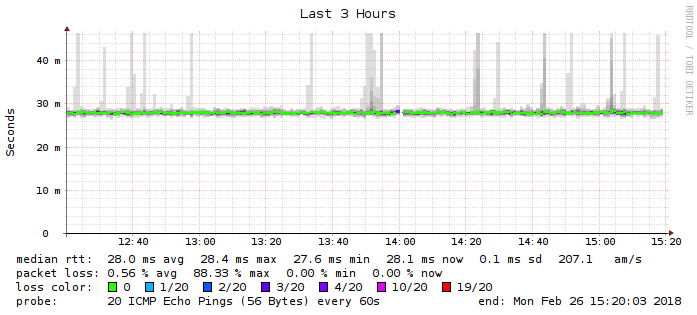 Last 3 Hours
RRDTOOL / TOBI OETIKER
Seconds
40 m
30 m
20 m
10 m
0
12:40 13:00 13:20 13:40 14:00 14:20 14:40 15:00 15:20
median rtt: 28.0 ms avg 28.4 ms max 27.6 ms min 28.1 ms now 0.1 ms sd 207.1 am/s
packet loss: 0.56 % avg 88.33 % max 0.00 % min 0.00 % now
loss color: 0 1/20 2/20 3/20 4/20 10/20 19/20
probe: 20 ICMP Echo Pings (56 Bytes) every 60s end: Mon Feb 26 15:20:03 2018